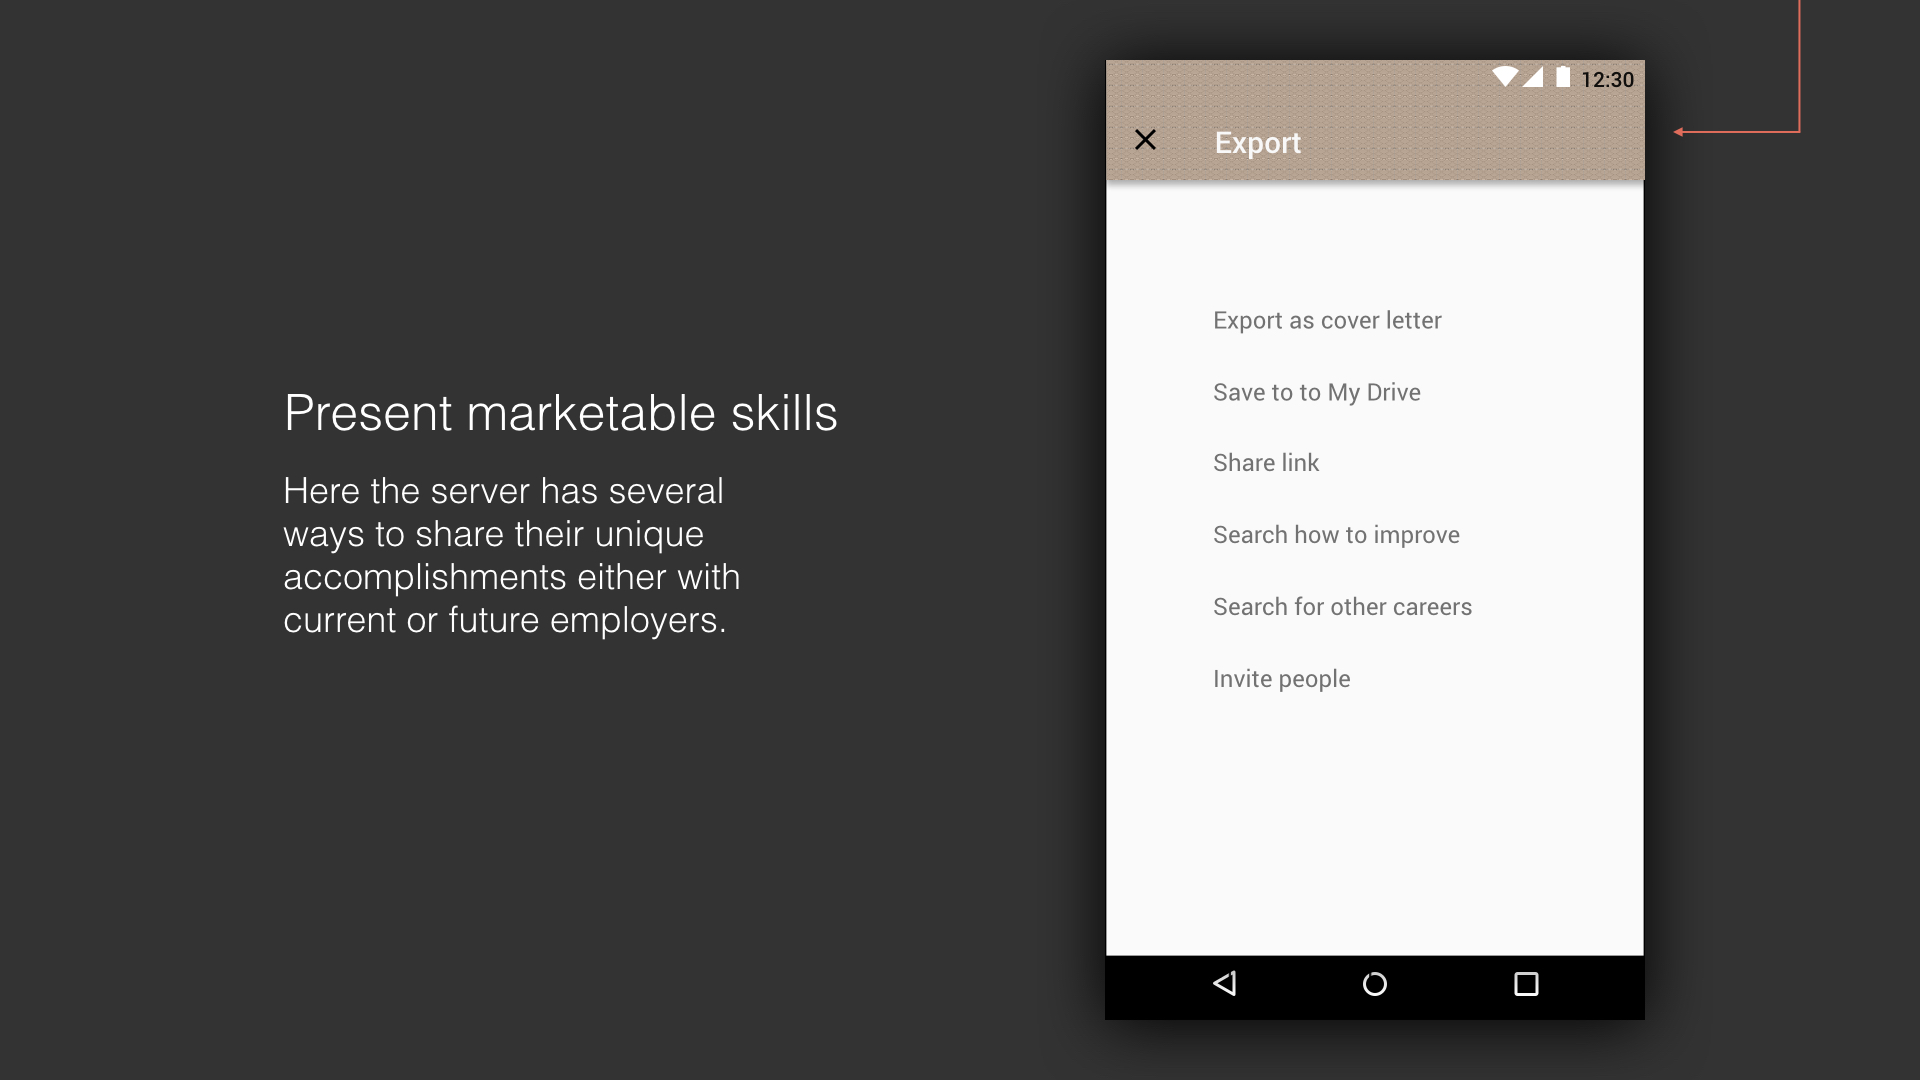 Present marketable skills
Here the server has several
ways to share their unique
accomplishments either with
current or future employers.
12:30
Export
Export as cover letter
Save to to My Drive
Share link
Search how to improve
Search for other careers
Invite people